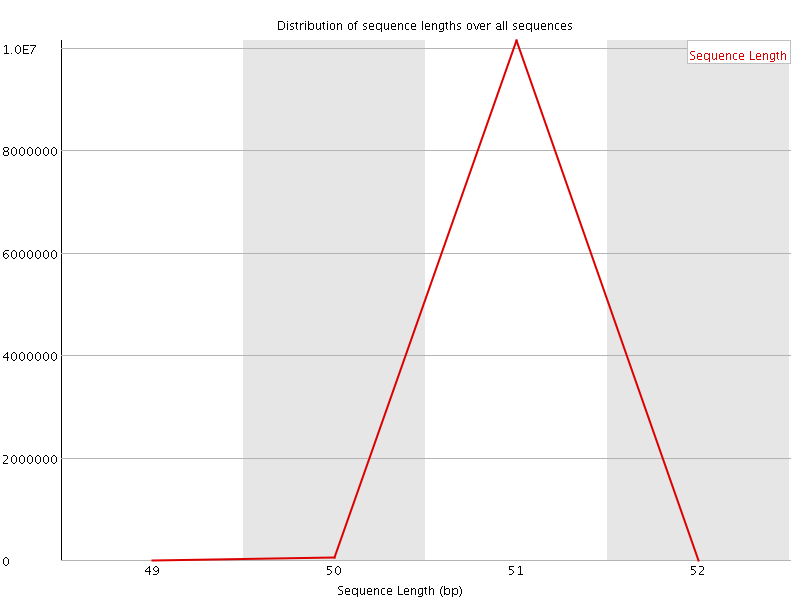 Distribution of sequence lengths over all sequences
1.0E7
Sequence Length
8000000
6000000
4000000
2000000
0
49 50 51 52
Sequence Length (bp)